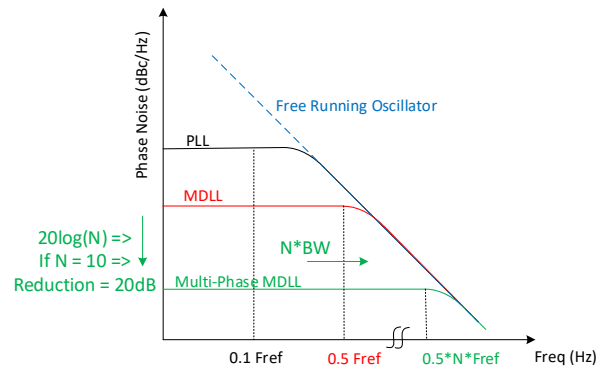 Phase Noise (dBc/Hz)
Free Running Oscillator
PLL
MDLL
20log(N) =>
If N = 10 =>
Reduction = 20dB
N*BW
Multi-Phase MDLL
0.1 Fref
0.5 Fref
0.5*N*Fref
Freq (Hz)